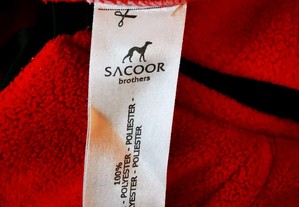 SACOOR
brothers
100%
- POLYESTER - POLIESTER -
- POLYESTER - POLIESTER